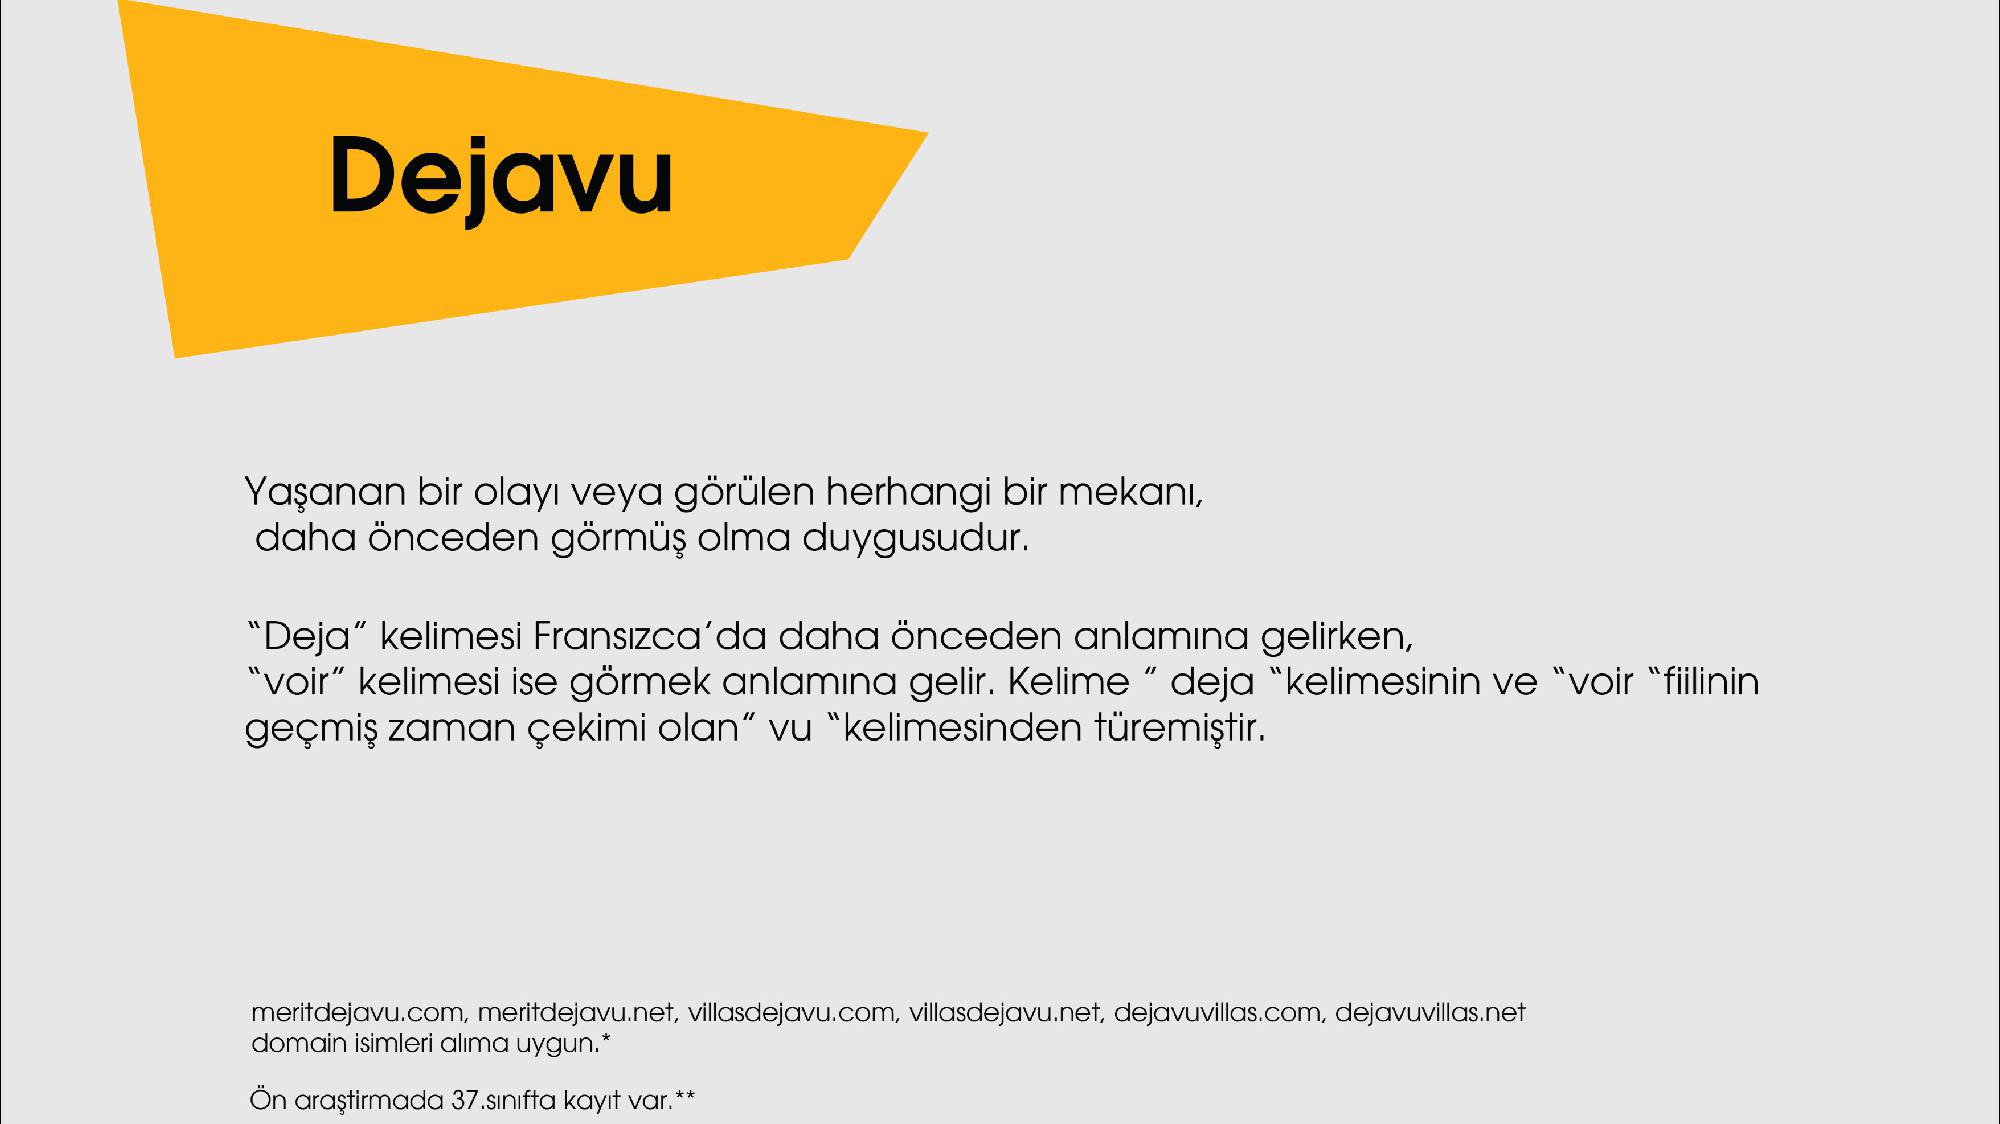 Dejavu
Yaşanan bir olayı veya görülen herhangi bir mekanı,
daha önceden görmüş olma duygusudur.
“Deja” kelimesi Fransızca’da daha önceden anlamına gelirken,
“voir” kelimesi ise görmek anlamına gelir. Kelime ” deja “kelimesinin ve “voir “fiilinin
geçmiş zaman çekimi olan” vu “kelimesinden türemiştir.
meritdejavu.com, meritdejavu.net, villasdejavu.com, villasdejavu.net, dejavuvillas.com, dejavuvillas.net
domain isimleri alıma uygun.*
Ön araştirmada 37.sınıfta kayıt var.**